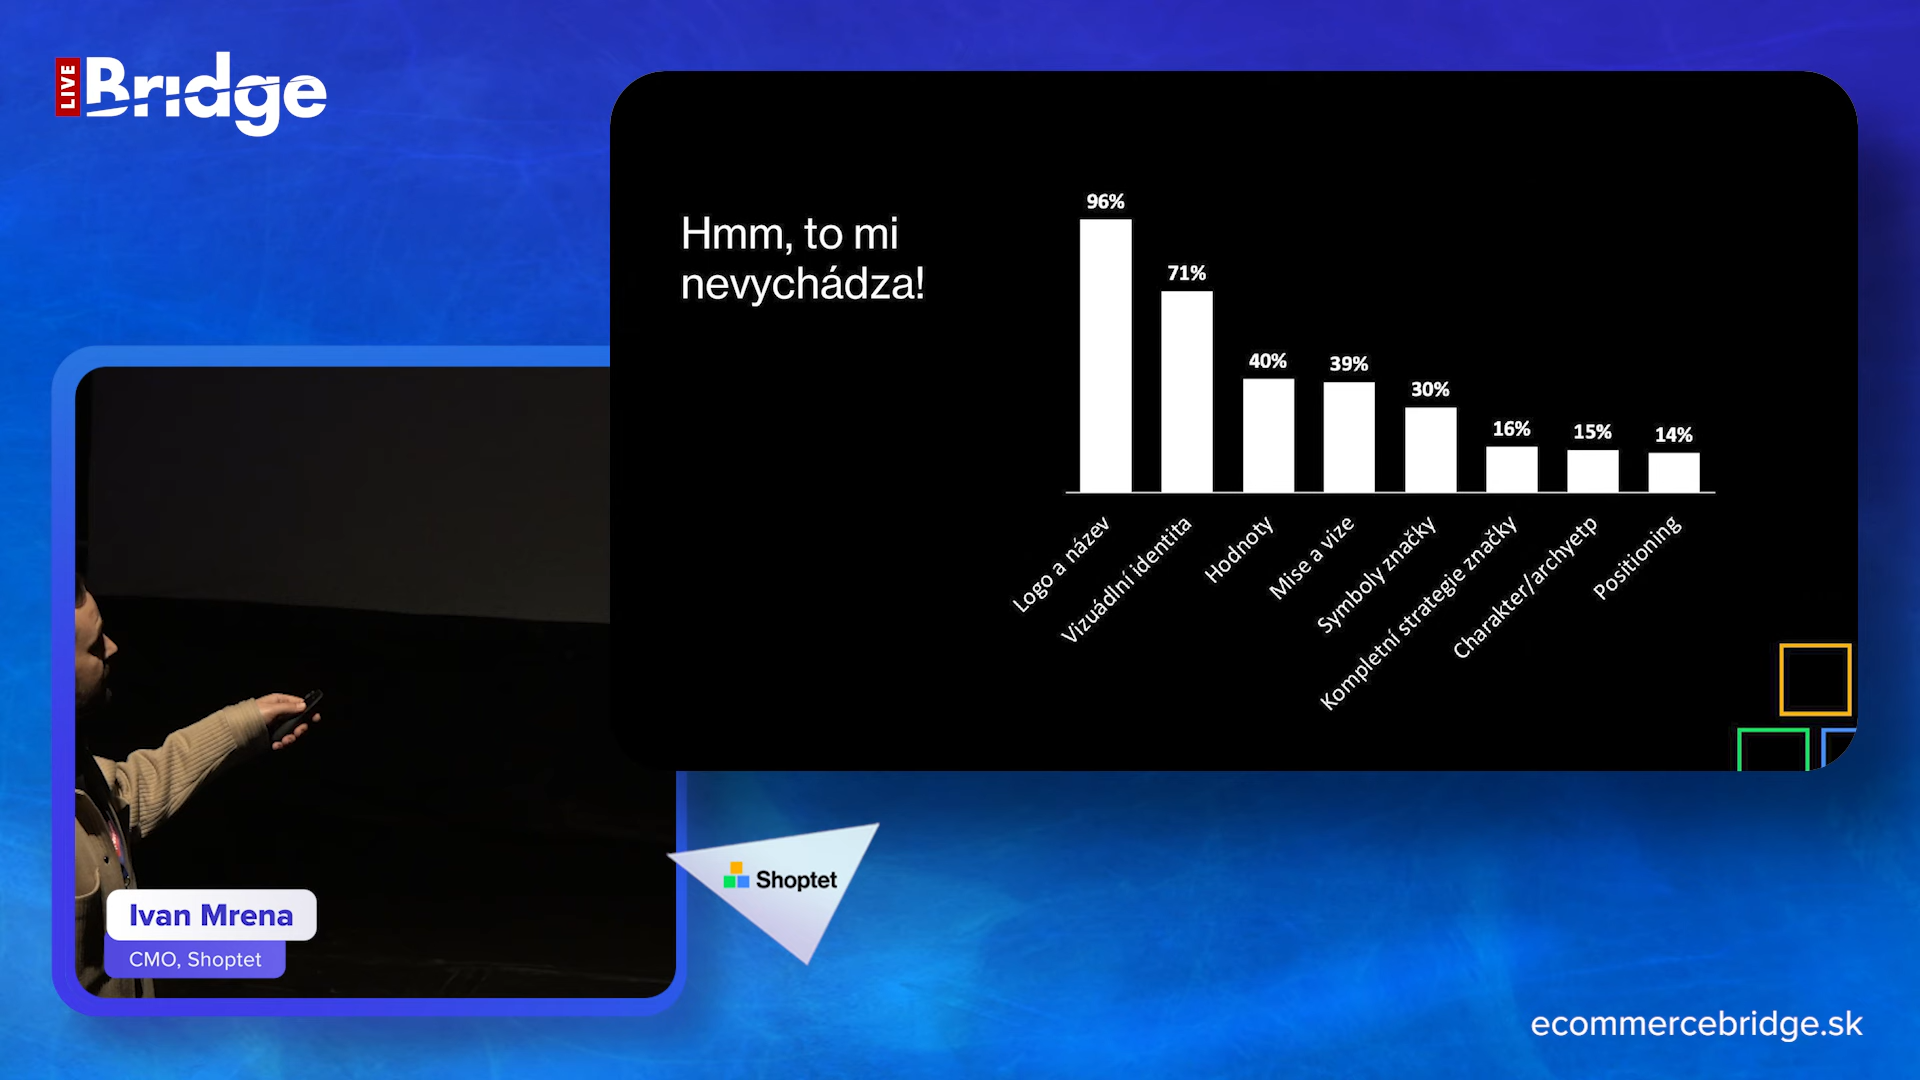 LIVE
Bridge
Hmm, to mi
nevychádza!
96%
71%
40%
39%
30%
16%
15%
14%
Logo a název
Vizuádlní identita
Hodnoty
Mise a vize
Symboly značky
Kompletní strategie značky
Charakter/archyetp
Positioning
Shoptet
Ivan Mrena
CMO, Shoptet
ecommercebridge.sk